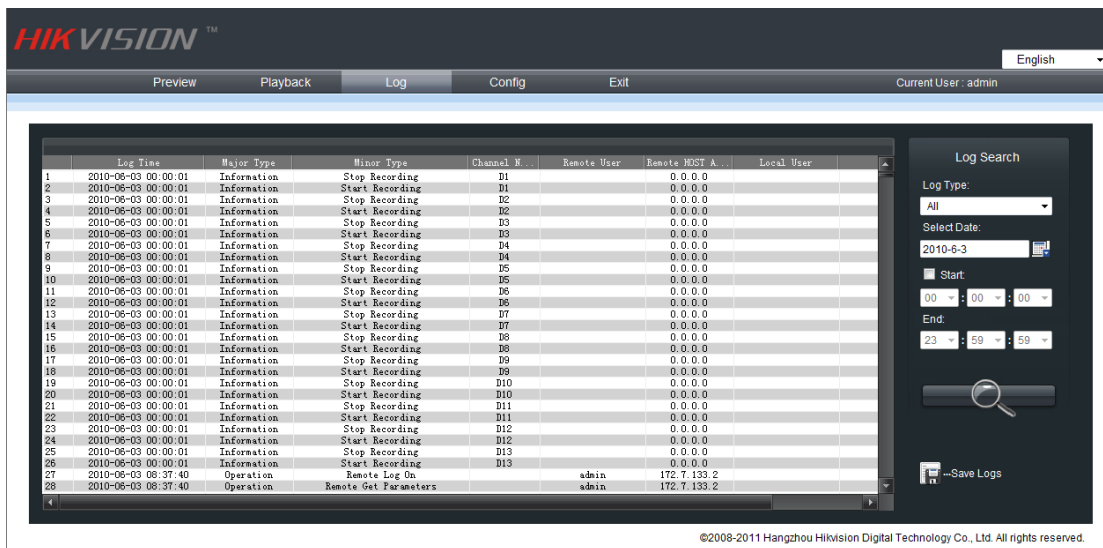 HIKVISION ™
English
Preview Playback Log Config Exit Current User : admin
Log Time Major Type Minor Type Channel N... Remote User Remote HOST A... Local User
1 2010-06-03 00:00:01 Information Stop Recording D1 0.0.0.0
2 2010-06-03 00:00:01 Information Start Recording D1 0.0.0.0
3 2010-06-03 00:00:01 Information Stop Recording D2 0.0.0.0
4 2010-06-03 00:00:01 Information Start Recording D2 0.0.0.0
5 2010-06-03 00:00:01 Information Stop Recording D3 0.0.0.0
6 2010-06-03 00:00:01 Information Start Recording D3 0.0.0.0
7 2010-06-03 00:00:01 Information Stop Recording D4 0.0.0.0
8 2010-06-03 00:00:01 Information Start Recording D4 0.0.0.0
9 2010-06-03 00:00:01 Information Stop Recording D5 0.0.0.0
10 2010-06-03 00:00:01 Information Start Recording D5 0.0.0.0
11 2010-06-03 00:00:01 Information Stop Recording D6 0.0.0.0
12 2010-06-03 00:00:01 Information Start Recording D6 0.0.0.0
13 2010-06-03 00:00:01 Information Stop Recording D7 0.0.0.0
14 2010-06-03 00:00:01 Information Start Recording D7 0.0.0.0
15 2010-06-03 00:00:01 Information Stop Recording D8 0.0.0.0
16 2010-06-03 00:00:01 Information Start Recording D8 0.0.0.0
17 2010-06-03 00:00:01 Information Stop Recording D9 0.0.0.0
18 2010-06-03 00:00:01 Information Start Recording D9 0.0.0.0
19 2010-06-03 00:00:01 Information Stop Recording D10 0.0.0.0
20 2010-06-03 00:00:01 Information Start Recording D10 0.0.0.0
21 2010-06-03 00:00:01 Information Stop Recording D11 0.0.0.0
22 2010-06-03 00:00:01 Information Start Recording D11 0.0.0.0
23 2010-06-03 00:00:01 Information Stop Recording D12 0.0.0.0
24 2010-06-03 00:00:01 Information Start Recording D12 0.0.0.0
25 2010-06-03 00:00:01 Information Stop Recording D13 0.0.0.0
26 2010-06-03 00:00:01 Information Start Recording D13 0.0.0.0
27 2010-06-03 08:37:40 Operation Remote Log On admin 172.7.133.2
28 2010-06-03 08:37:40 Operation Remote Get Parameters admin 172.7.133.2
Log Search
Log Type:
All
Select Date:
2010-6-3
Start:
00 : 00 : 00
End:
23 : 59 : 59
---Save Logs
©2008-2011 Hangzhou Hikvision Digital Technology Co., Ltd. All rights reserved.